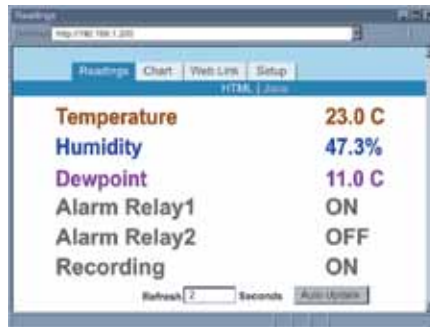 Readings
http://192.168.1.200
Readings Chart Web Link Setup
HTML | Java
Temperature 23.0 C
Humidity 47.3%
Dewpoint 11.0 C
Alarm Relay1 ON
Alarm Relay2 OFF
Recording ON
Refresh 2 Seconds Auto Update